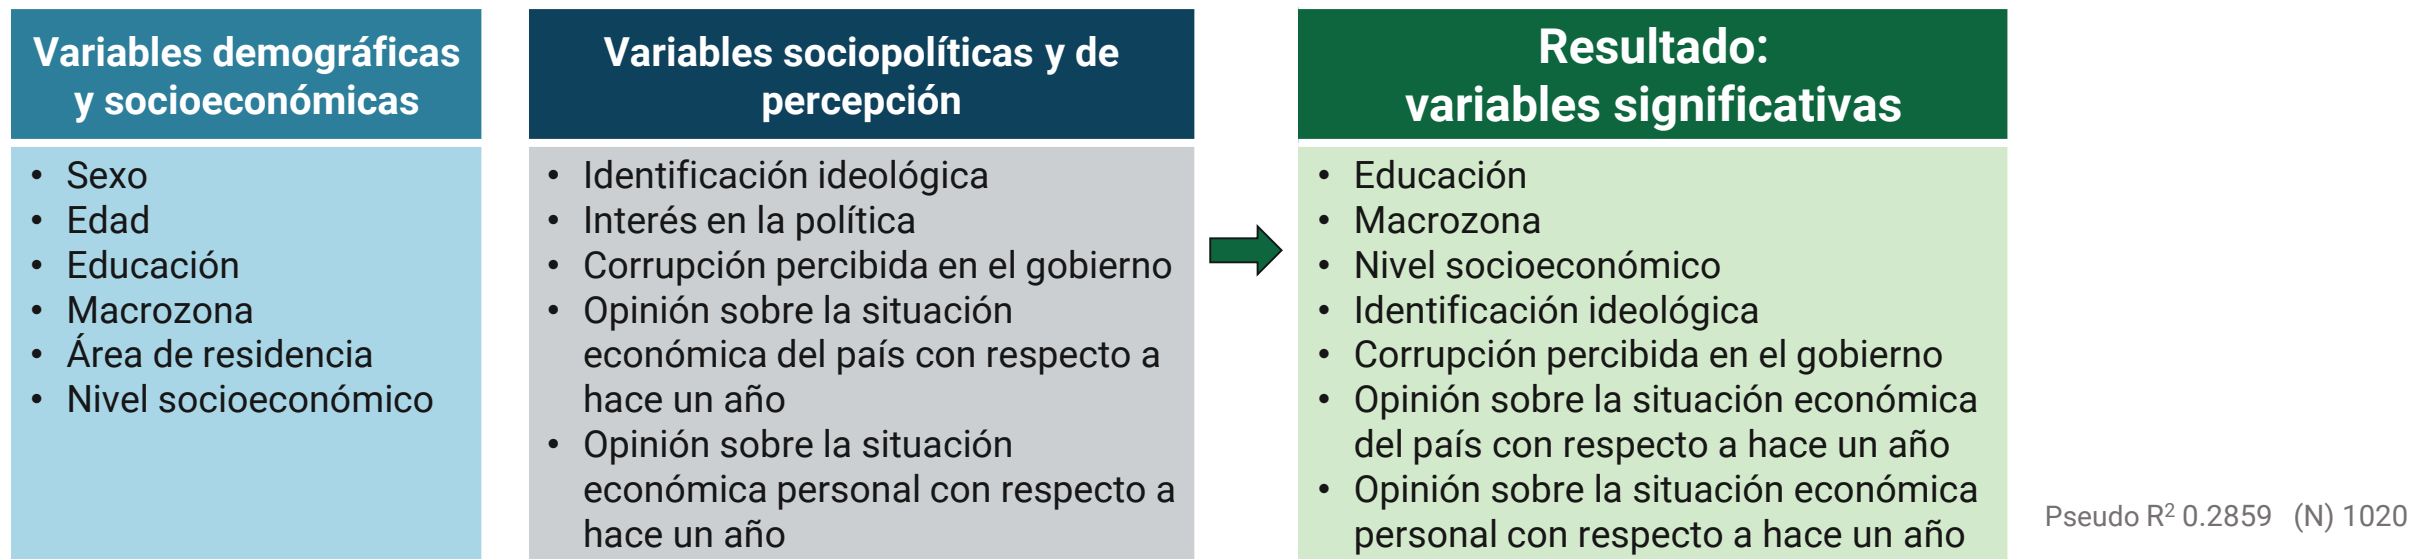 Variables demográficas
y socioeconómicas
• Sexo
• Edad
• Educación
• Macrozona
• Área de residencia
• Nivel socioeconómico
Variables sociopolíticas y de
percepción
• Identificación ideológica
• Interés en la política
• Corrupción percibida en el gobierno
• Opinión sobre la situación
económica del país con respecto a
hace un año
• Opinión sobre la situación
económica personal con respecto a
hace un año
Resultado:
variables significativas
• Educación
• Macrozona
• Nivel socioeconómico
• Identificación ideológica
• Corrupción percibida en el gobierno
• Opinión sobre la situación económica
del país con respecto a hace un año
• Opinión sobre la situación económica
personal con respecto a hace un año
Pseudo R² 0.2859 (N) 1020